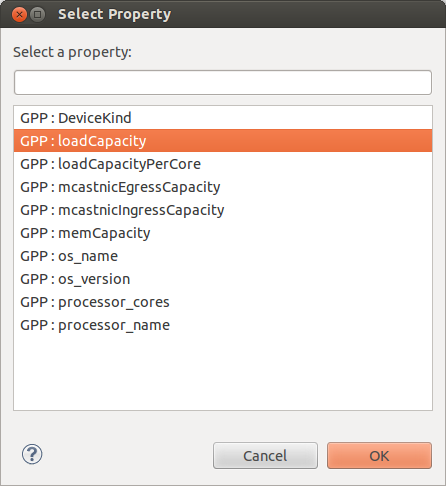 Select Property
Select a property:
GPP : DeviceKind
GPP : loadCapacity
GPP : loadCapacityPerCore
GPP : mcastnicEgressCapacity
GPP : mcastnicIngressCapacity
GPP : memCapacity
GPP : os_name
GPP : os_version
GPP : processor_cores
GPP : processor_name
?
Cancel
OK